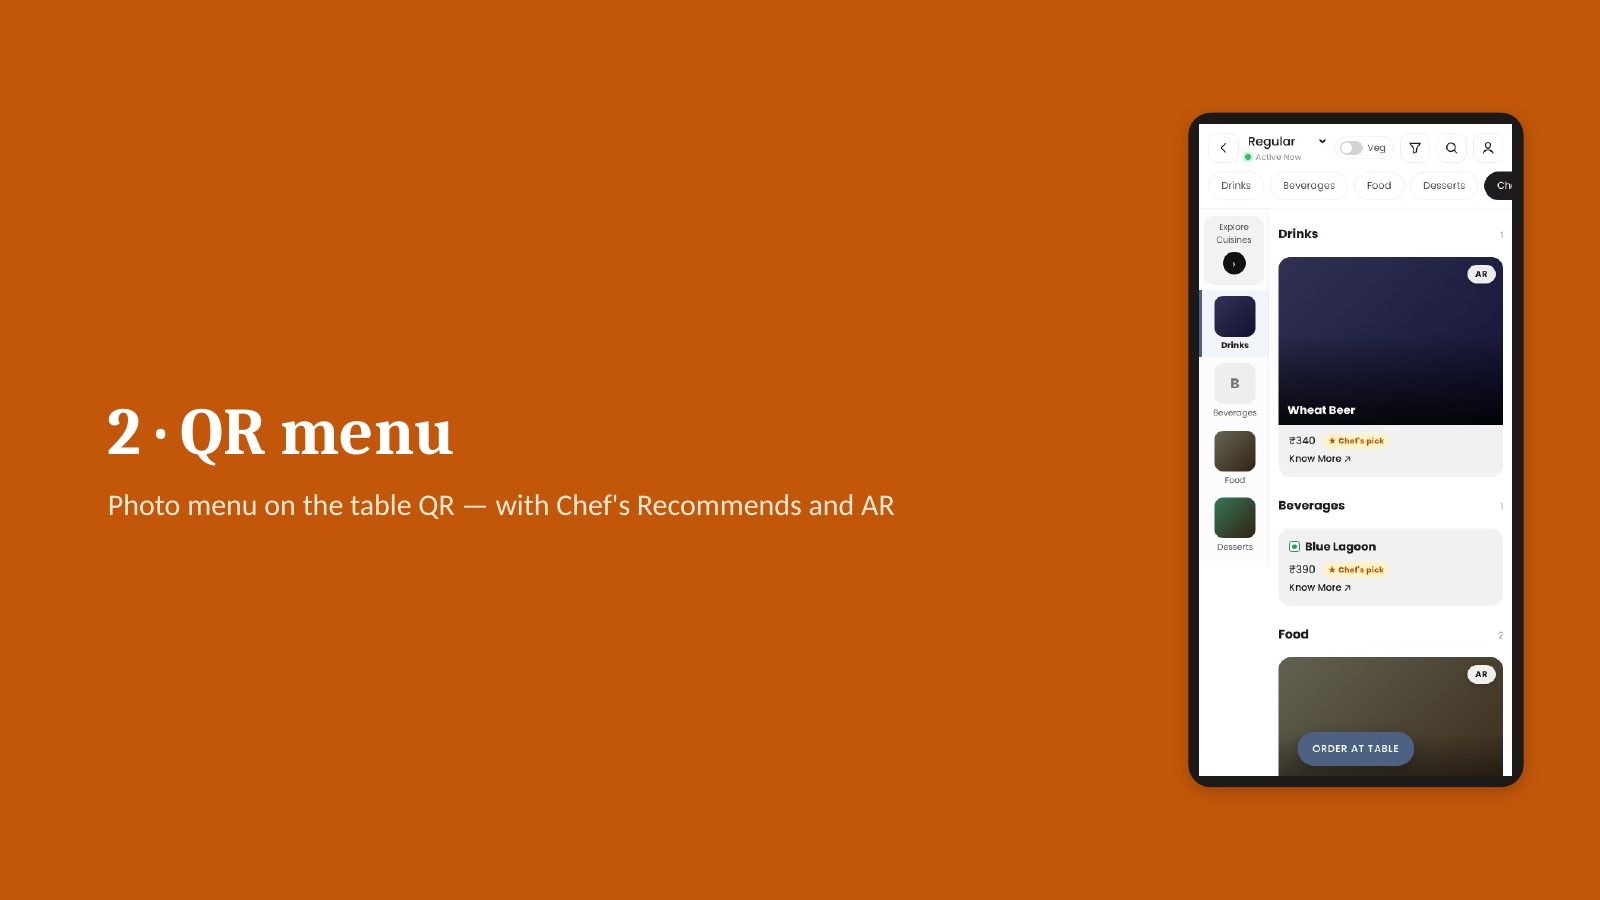 2 · QR menu
Photo menu on the table QR — with Chef's Recommends and AR
Regular
Active Now
Veg
Drinks
Beverages
Food
Desserts
Explore
Cuisines
Drinks
B
Beverages
Food
Desserts
Drinks 1
AR
Wheat Beer
₹340 ★ Chef's pick
Know More ↗
Beverages 1
Blue Lagoon
₹390 ★ Chef's pick
Know More ↗
Food 2
AR
ORDER AT TABLE